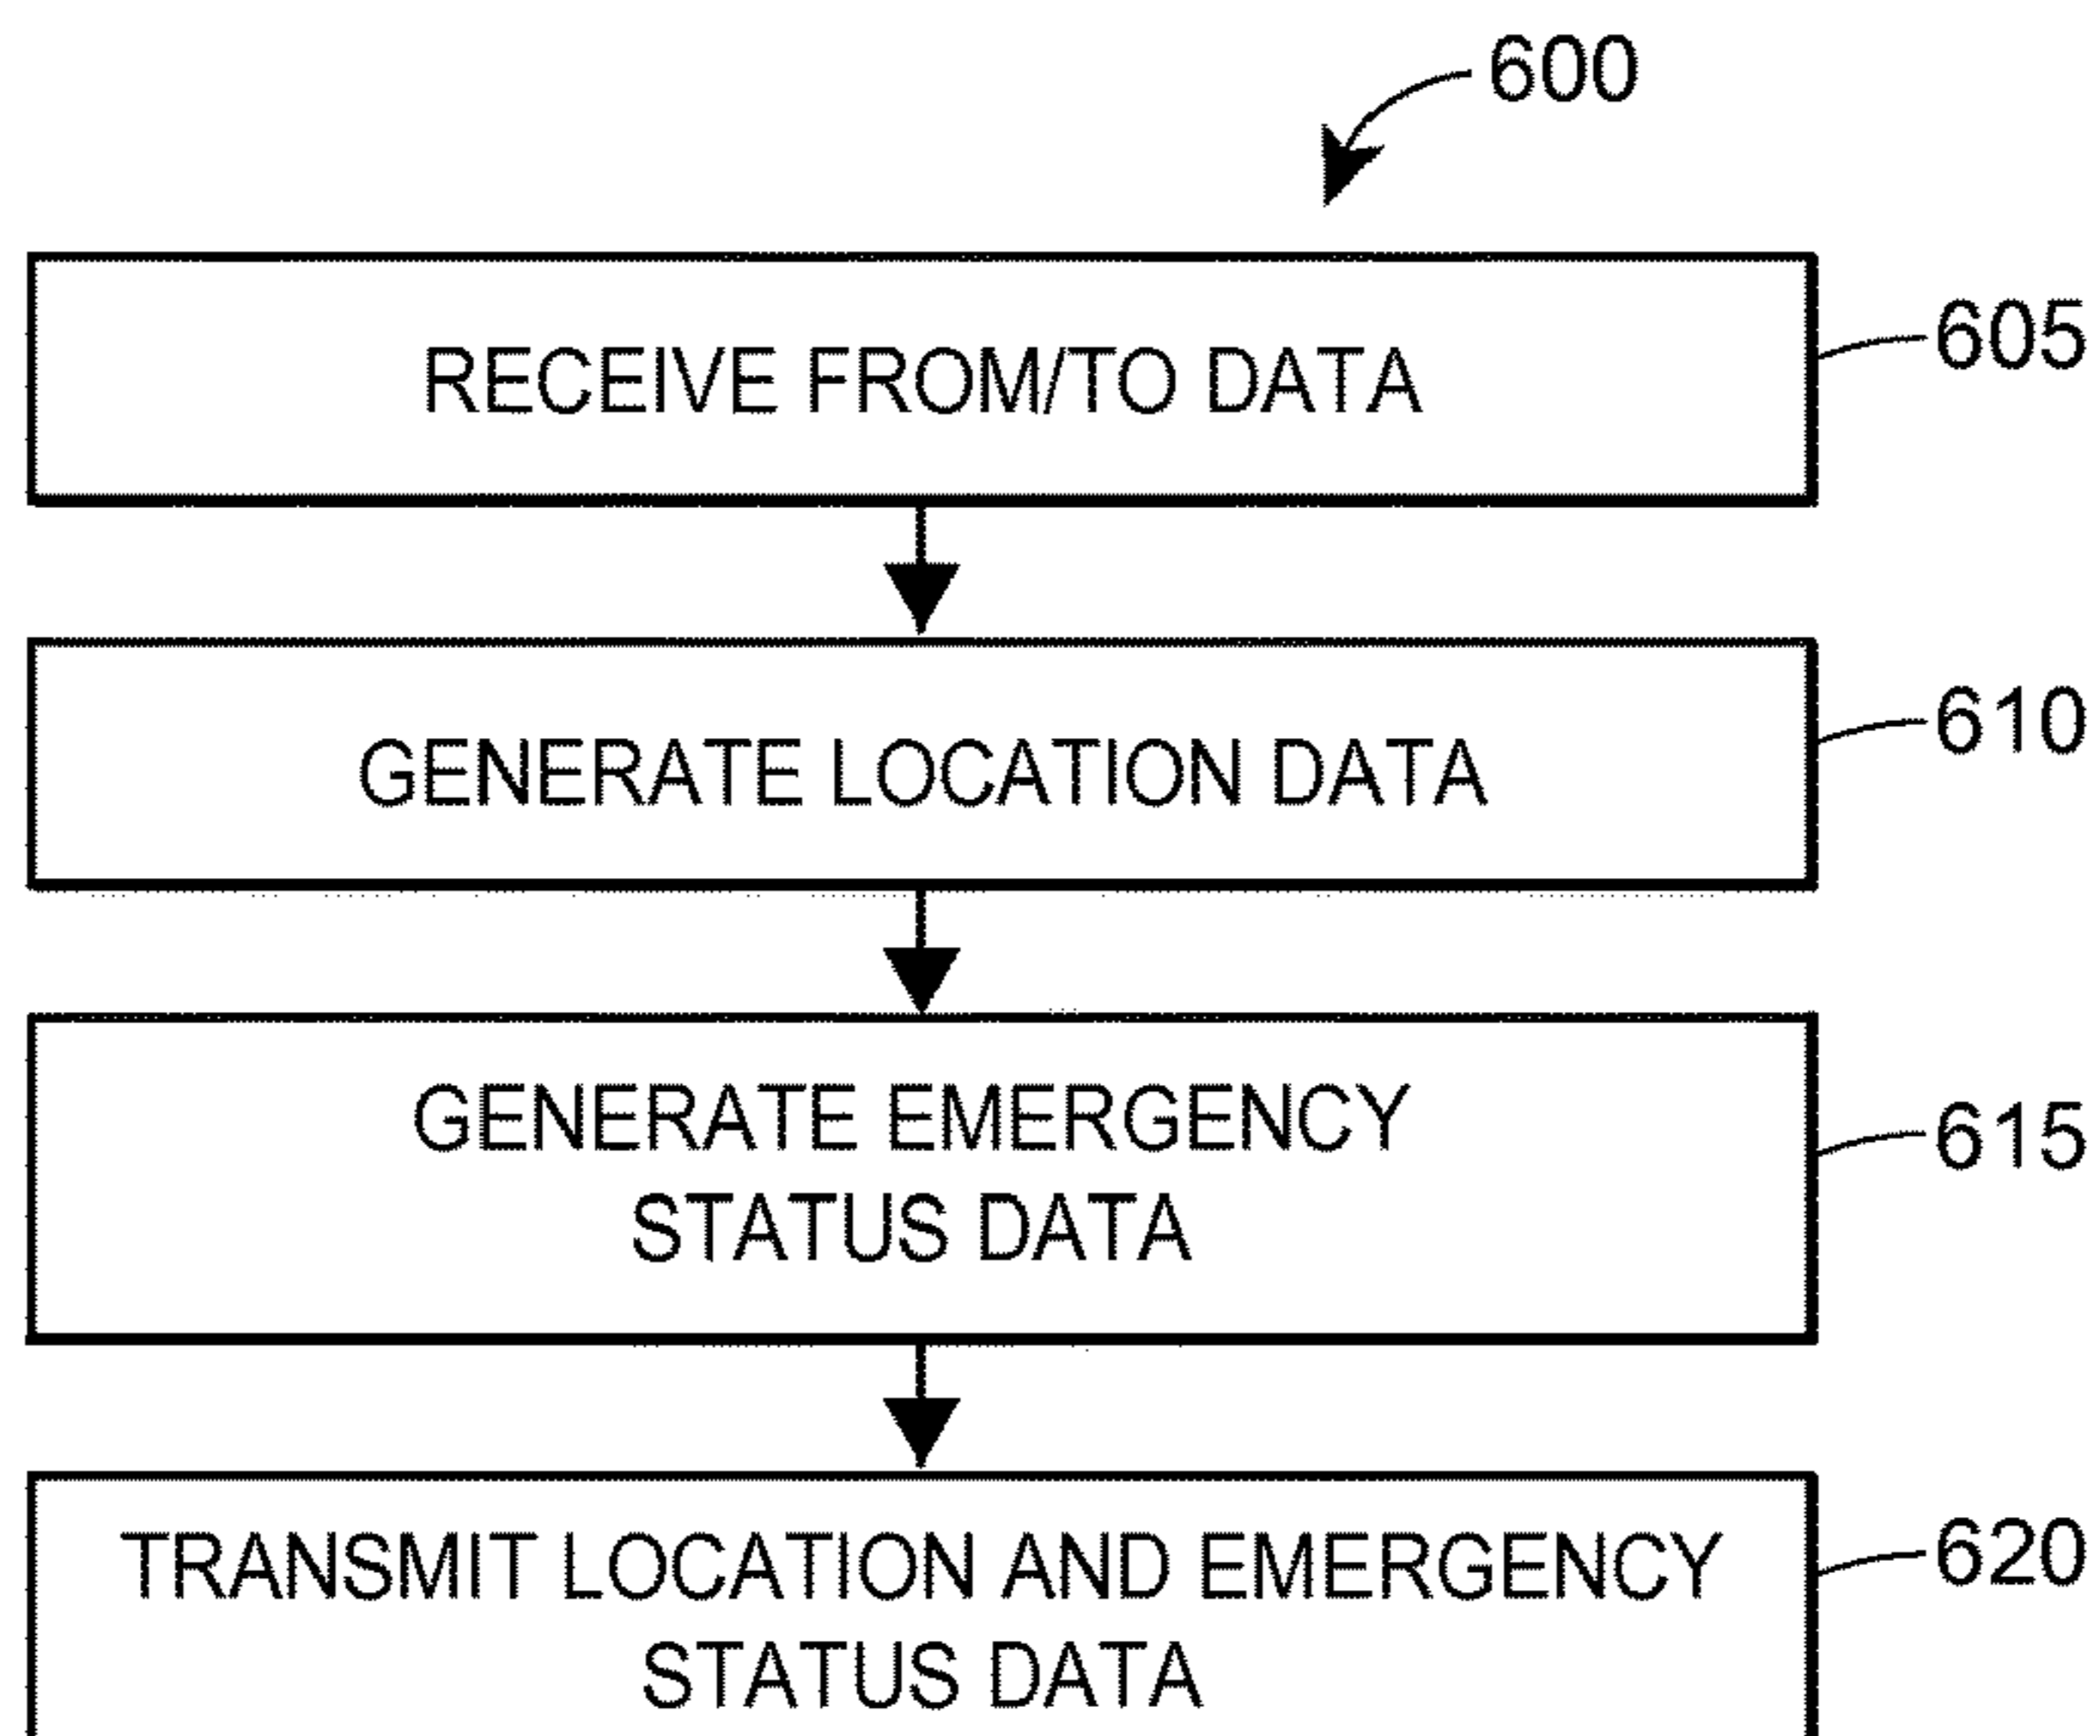 600
RECEIVE FROM/TO DATA
605
GENERATE LOCATION DATA
610
GENERATE EMERGENCY
STATUS DATA
615
TRANSMIT LOCATION AND EMERGENCY
STATUS DATA
620